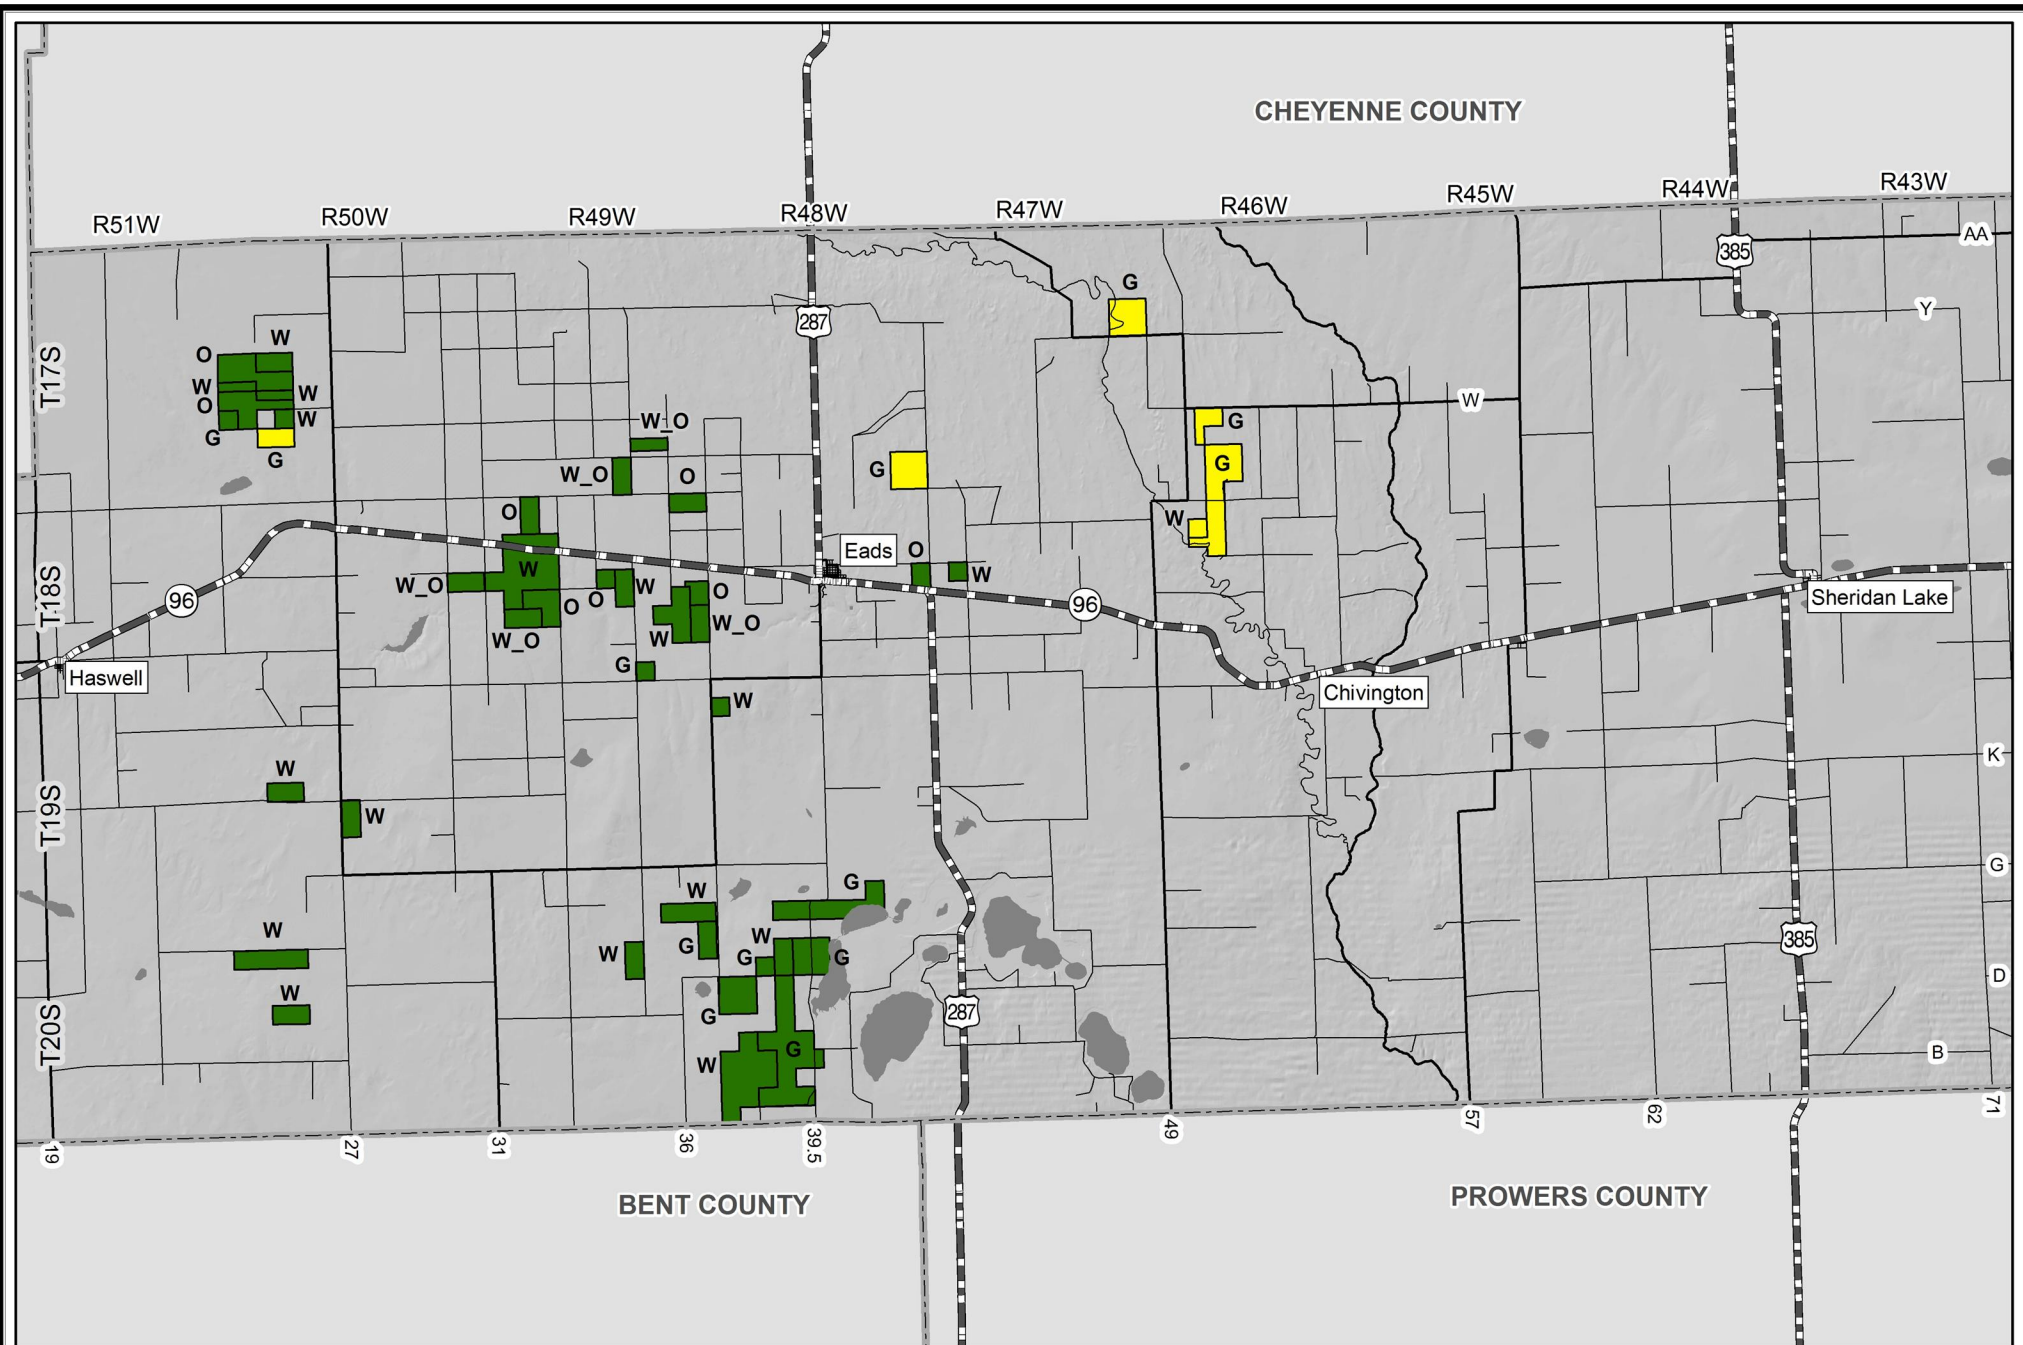 CHEYENNE COUNTY
R51W
R50W
R49W
R48W
R47W
R46W
R45W
R44W
R43W
AA
385
G
287
Y
T17S
W
O
W
W
O
W
G
G
W
W_O
G
W_O
O
G
G
O
W
Eads
O
W
W
W_O
W
O
O
W_O
O
W_O
W
T18S
96
96
Sheridan Lake
G
Haswell
Chivington
W
K
W
W
T19S
G
W
G
W
W
G
W
G
G
385
D
W
G
287
T20S
G
W
B
19
27
31
36
39.5
49
57
62
71
BENT COUNTY
PROWERS COUNTY